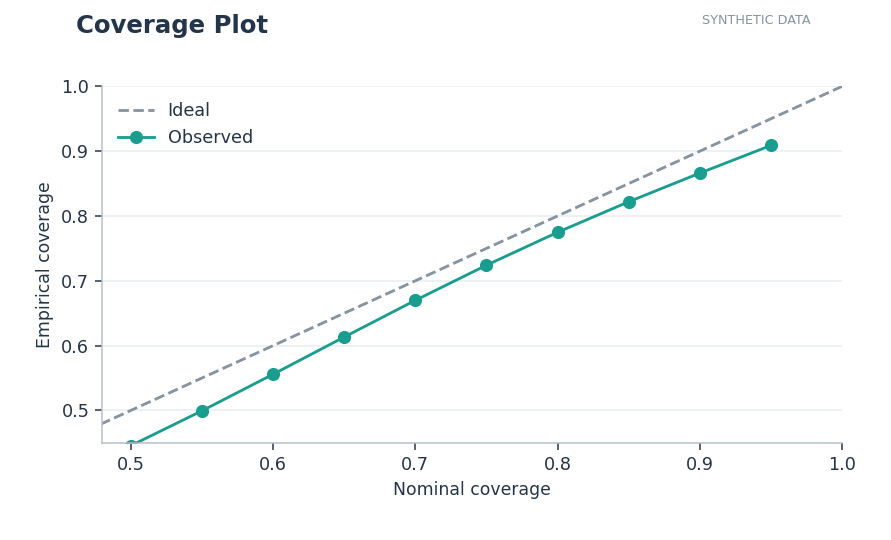 Coverage Plot
SYNTHETIC DATA
Ideal
Observed
Empirical coverage
1.0
0.9
0.8
0.7
0.6
0.5
0.5
0.6
0.7
0.8
0.9
1.0
Nominal coverage